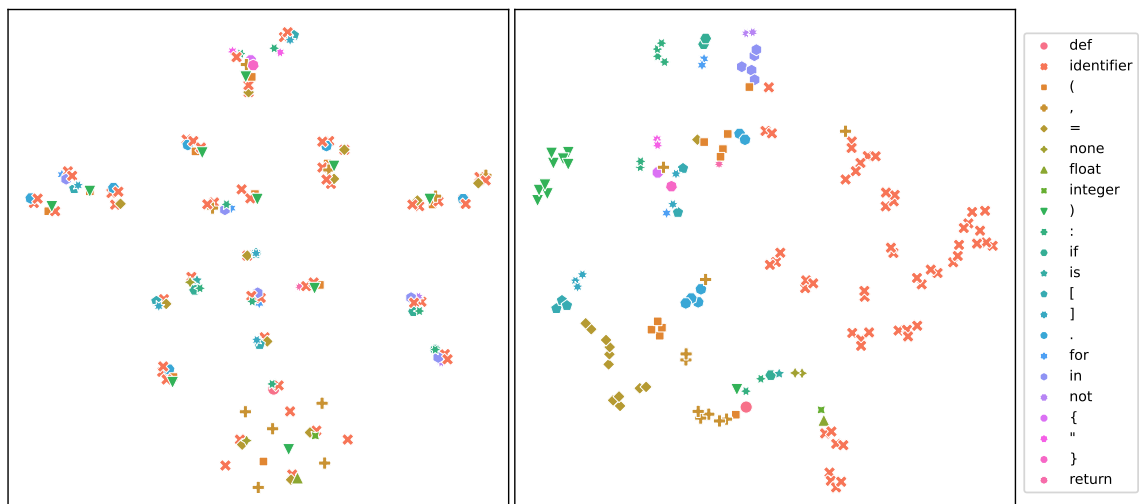 def
identifier
(
,
=
none
float
integer
)
:
if
is
[
]
.
for
in
not
{
"
}
return